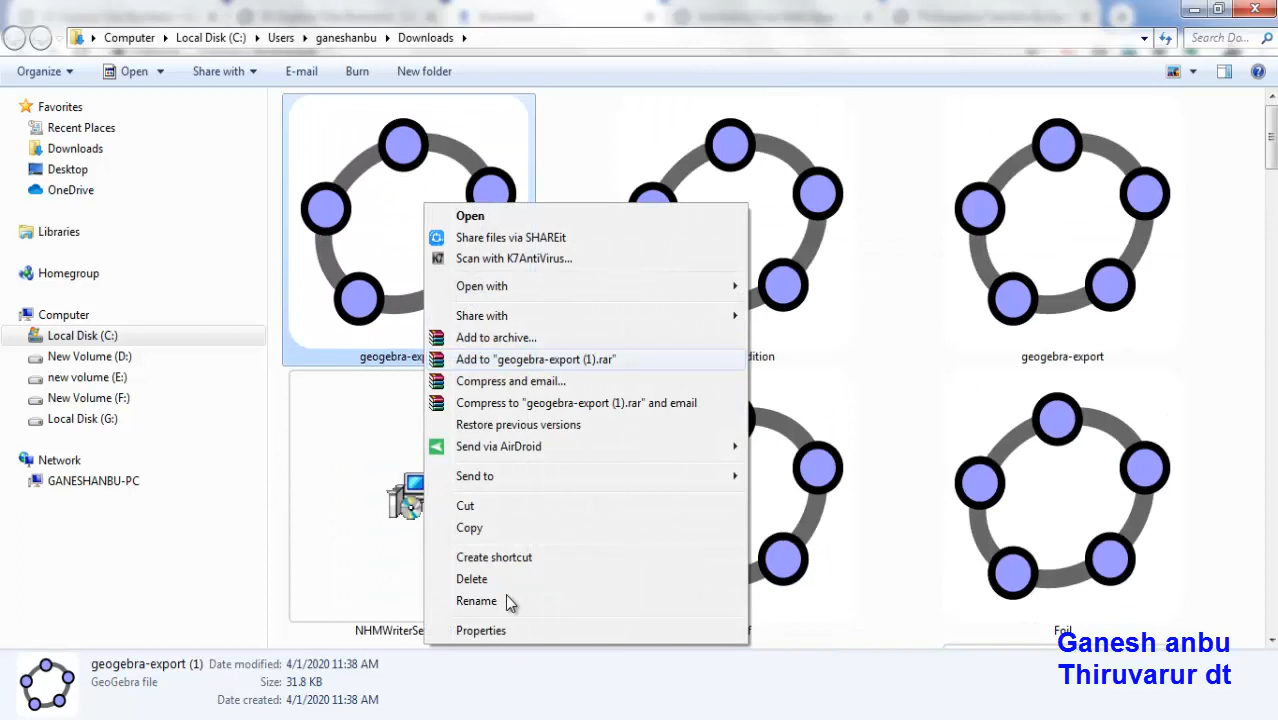 Computer Local Disk (C:) Users ganeshanbu Downloads
Search Do...
Organize Open Share with E-mail Burn New folder
Favorites
Recent Places
Downloads
Desktop
OneDrive
Libraries
Homegroup
Computer
Local Disk (C:)
New Volume (D:)
new volume (E:)
New Volume (F:)
Local Disk (G:)
Network
GANESHANBU-PC
geogebra-exp
dition
geogebra-export
NHMWriterSe
f
Foil
Open
Share files via SHAREit
Scan with K7AntiVirus...
Open with
Share with
Add to archive...
Add to "geogebra-export (1).rar"
Compress and email...
Compress to "geogebra-export (1).rar" and email
Restore previous versions
Send via AirDroid
Send to
Cut
Copy
Create shortcut
Delete
Rename
Properties
geogebra-export (1) Date modified: 4/1/2020 11:38 AM
GeoGebra file Size: 31.8 KB
Date created: 4/1/2020 11:38 AM
Ganesh anbu
Thiruvarur dt